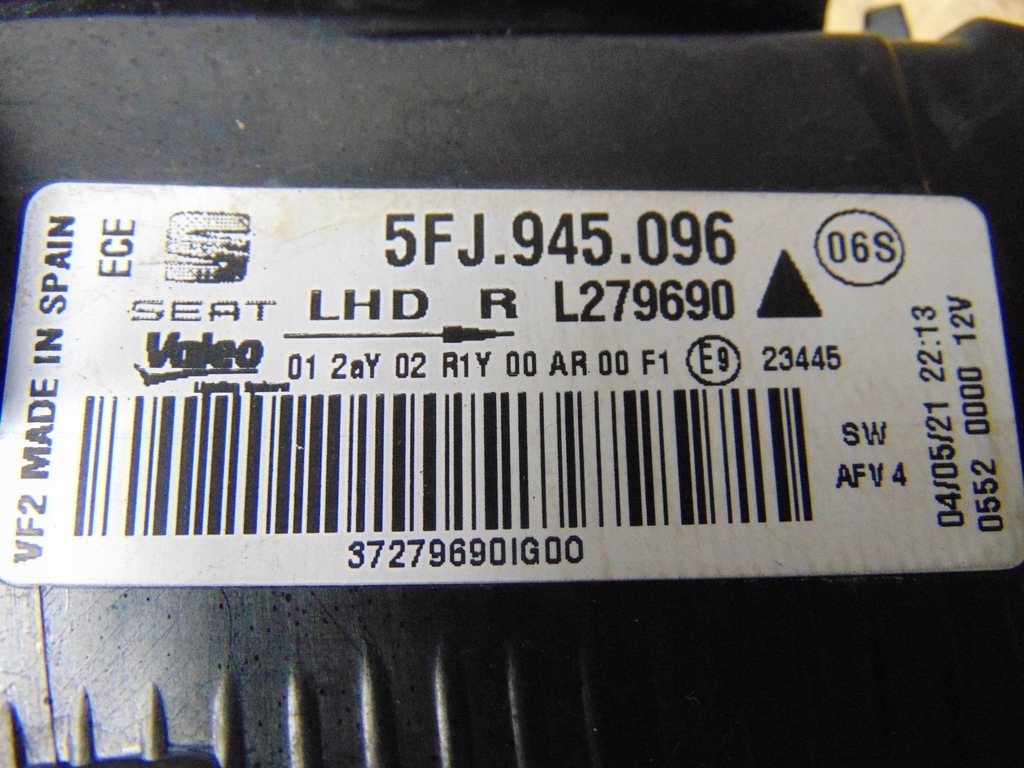 VF2 MADE IN SPAIN
ECE
SEAT
5FJ.945.096
06S
LHD R L279690
Valeo
01 2aY 02 R1Y 00 AR 00 F1 E9 23445
SW
AFV 4
04/05/21 22:13
0552 0000 12V
37279690IG00